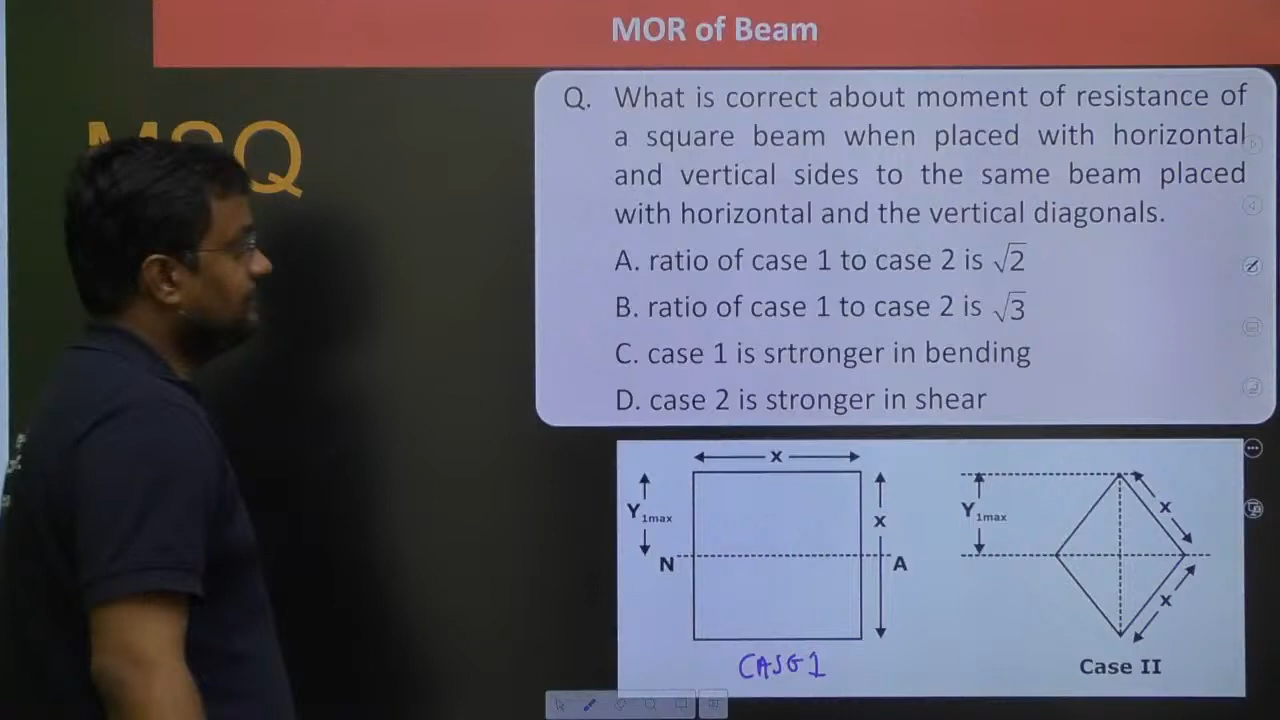 MOR of Beam
MSQ
Q. What is correct about moment of resistance of
a square beam when placed with horizontal
and vertical sides to the same beam placed
with horizontal and the vertical diagonals.
A. ratio of case 1 to case 2 is √2
B. ratio of case 1 to case 2 is √3
C. case 1 is srtronger in bending
D. case 2 is stronger in shear
x
Y1max
x
N
A
CASE1
Y1max
x
x
Case II